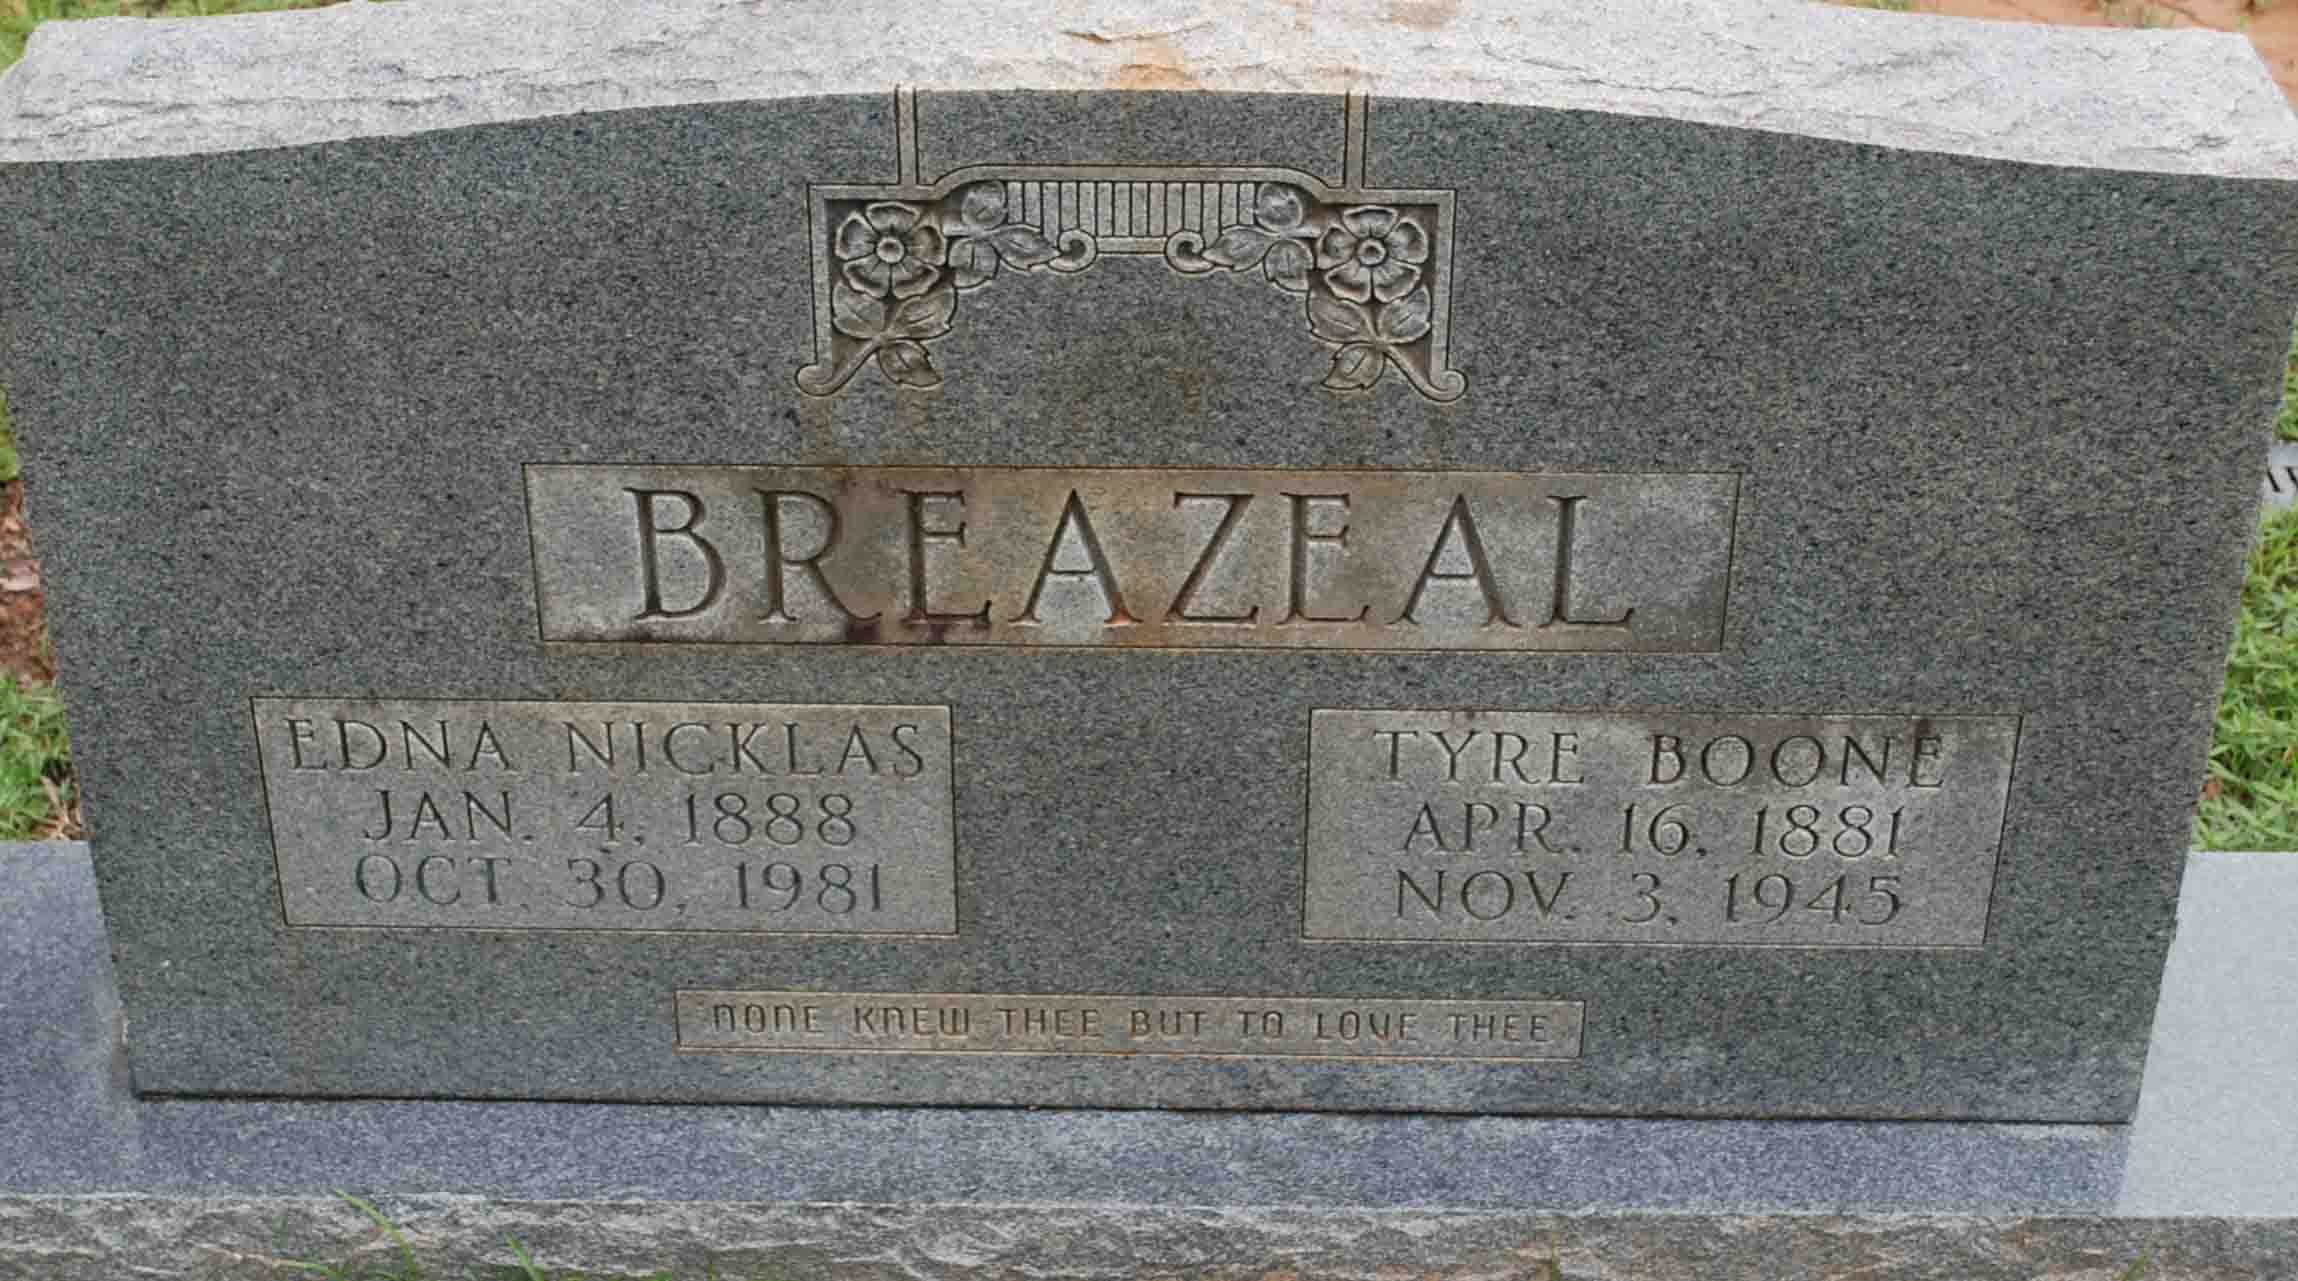 BREAZEAL
EDNA NICKLAS
JAN. 4, 1888
OCT. 30, 1981
TYRE BOONE
APR. 16, 1881
NOV. 3, 1945
NONE KNEW THEE BUT TO LOVE THEE